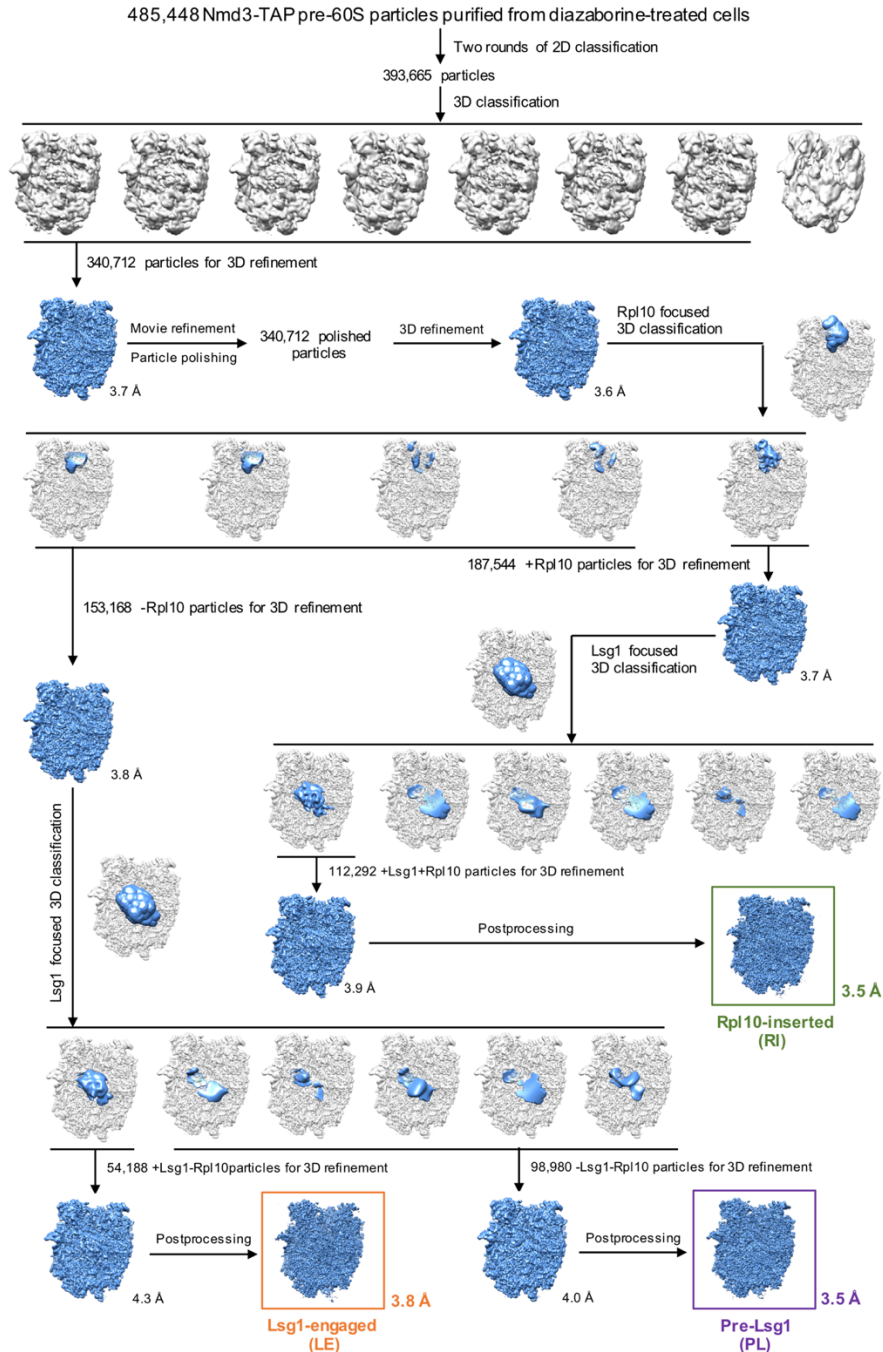 485,448 Nmd3-TAP pre-60S particles purified from diazaborine-treated cells
Two rounds of 2D classification
393,665 particles
3D classification
340,712 particles for 3D refinement
Movie refinement
Particle polishing
340,712 polished
particles
3D refinement
Rpl10 focused
3D classification
3.7 Å
3.6 Å
187,544 +Rpl10 particles for 3D refinement
153,168 -Rpl10 particles for 3D refinement
Lsg1 focused
3D classification
3.7 Å
3.8 Å
Lsg1 focused 3D classification
112,292 +Lsg1+Rpl10 particles for 3D refinement
Postprocessing
3.9 Å
3.5 Å
Rpl10-inserted
(RI)
54,188 +Lsg1-Rpl10particles for 3D refinement
98,980 -Lsg1-Rpl10 particles for 3D refinement
Postprocessing
Postprocessing
4.3 Å
3.8 Å
4.0 Å
3.5 Å
Lsg1-engaged
(LE)
Pre-Lsg1
(PL)